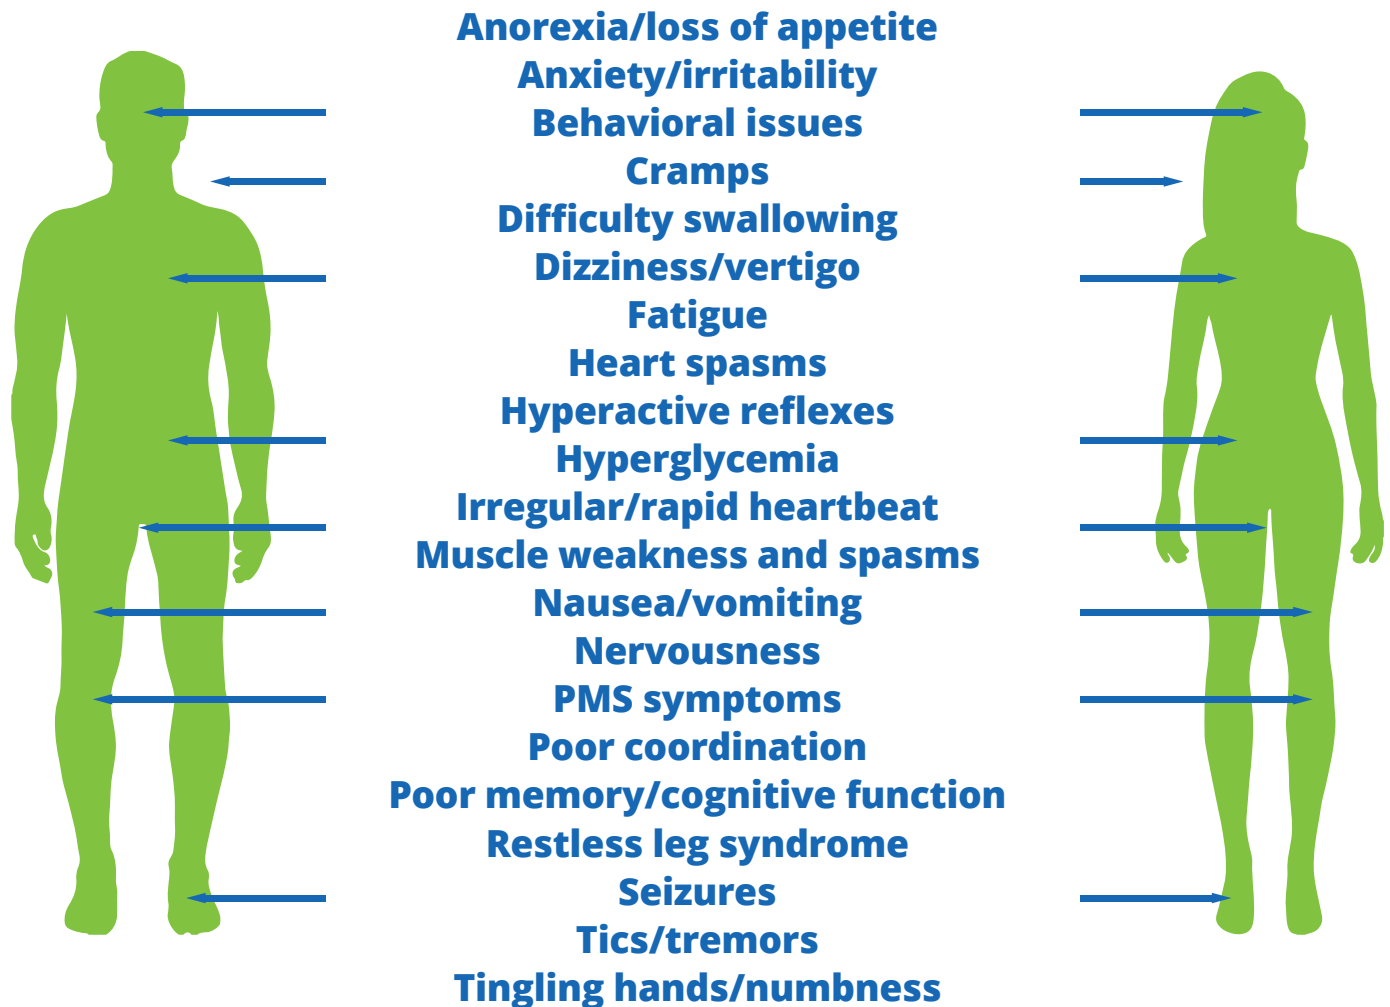 Anorexia/loss of appetite
Anxiety/irritability
Behavioral issues
Cramps
Difficulty swallowing
Dizziness/vertigo
Fatigue
Heart spasms
Hyperactive reflexes
Hyperglycemia
Irregular/rapid heartbeat
Muscle weakness and spasms
Nausea/vomiting
Nervousness
PMS symptoms
Poor coordination
Poor memory/cognitive function
Restless leg syndrome
Seizures
Tics/tremors
Tingling hands/numbness